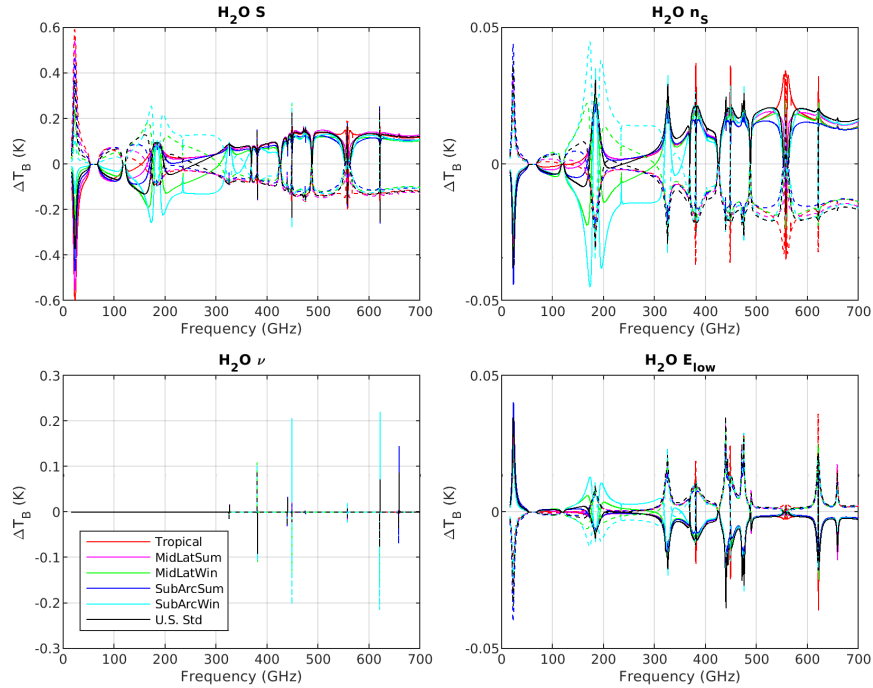 H2O S
0.6
0.4
0.2
0
-0.2
-0.4
-0.6
ΔTB (K)
0 100 200 300 400 500 600 700
Frequency (GHz)
H2O nS
0.05
0
-0.05
ΔTB (K)
0 100 200 300 400 500 600 700
Frequency (GHz)
H2O ν
0.3
0.2
0.1
0
-0.1
-0.2
-0.3
ΔTB (K)
Tropical
MidLatSum
MidLatWin
SubArcSum
SubArcWin
U.S. Std
0 100 200 300 400 500 600 700
Frequency (GHz)
H2O Elow
0.05
0
-0.05
ΔTB (K)
0 100 200 300 400 500 600 700
Frequency (GHz)